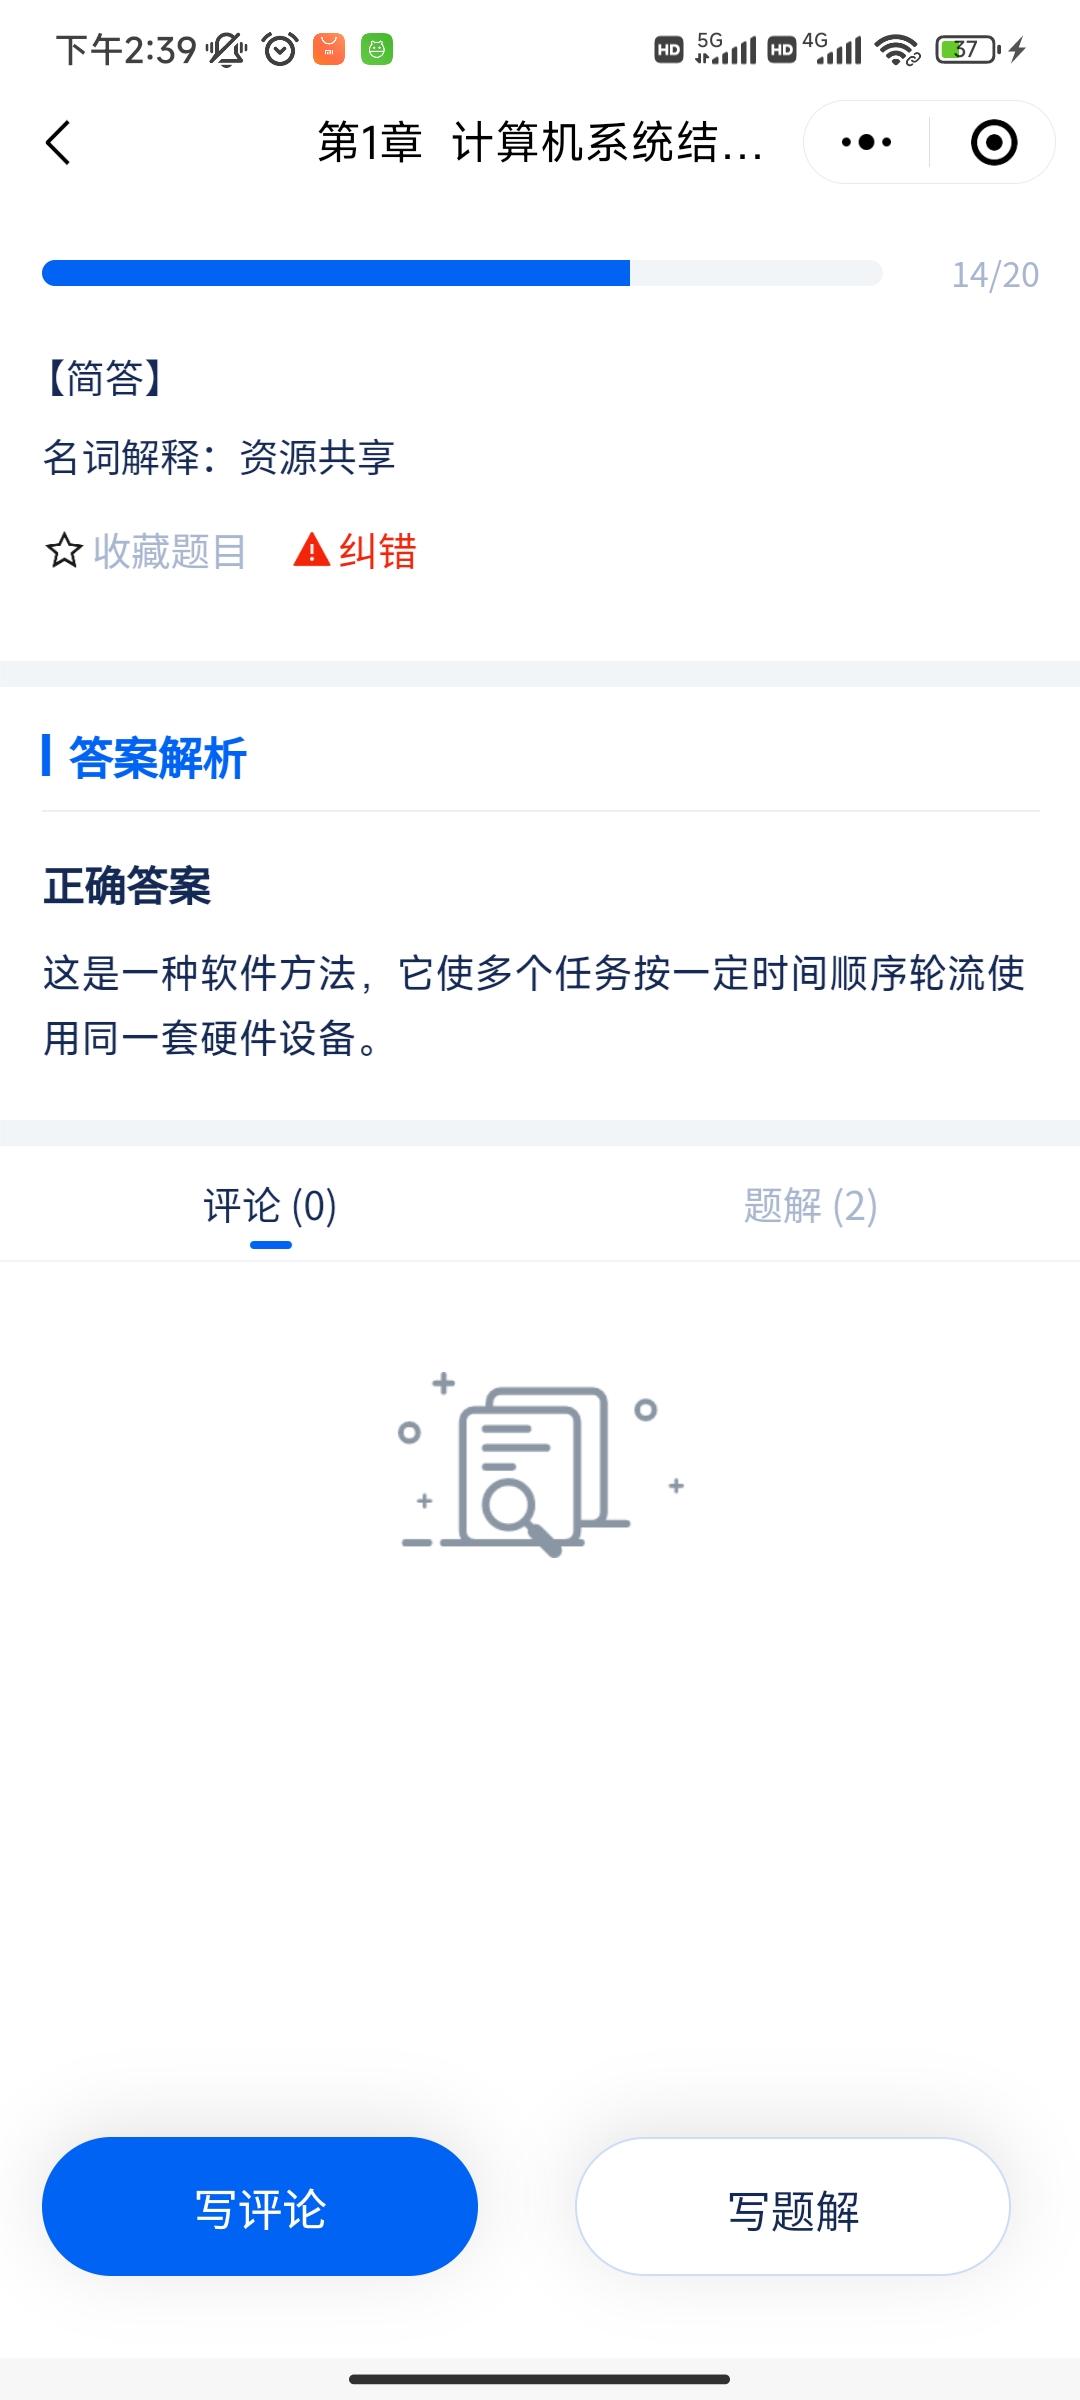 下午2:39
HD 5G HD 4G 37
第1章 计算机系统结...
14/20
【简答】
名词解释：资源共享
收藏题目 纠错
答案解析
正确答案
这是一种软件方法，它使多个任务按一定时间顺序轮流使
用同一套硬件设备。
评论 (0) 题解 (2)
写评论 写题解